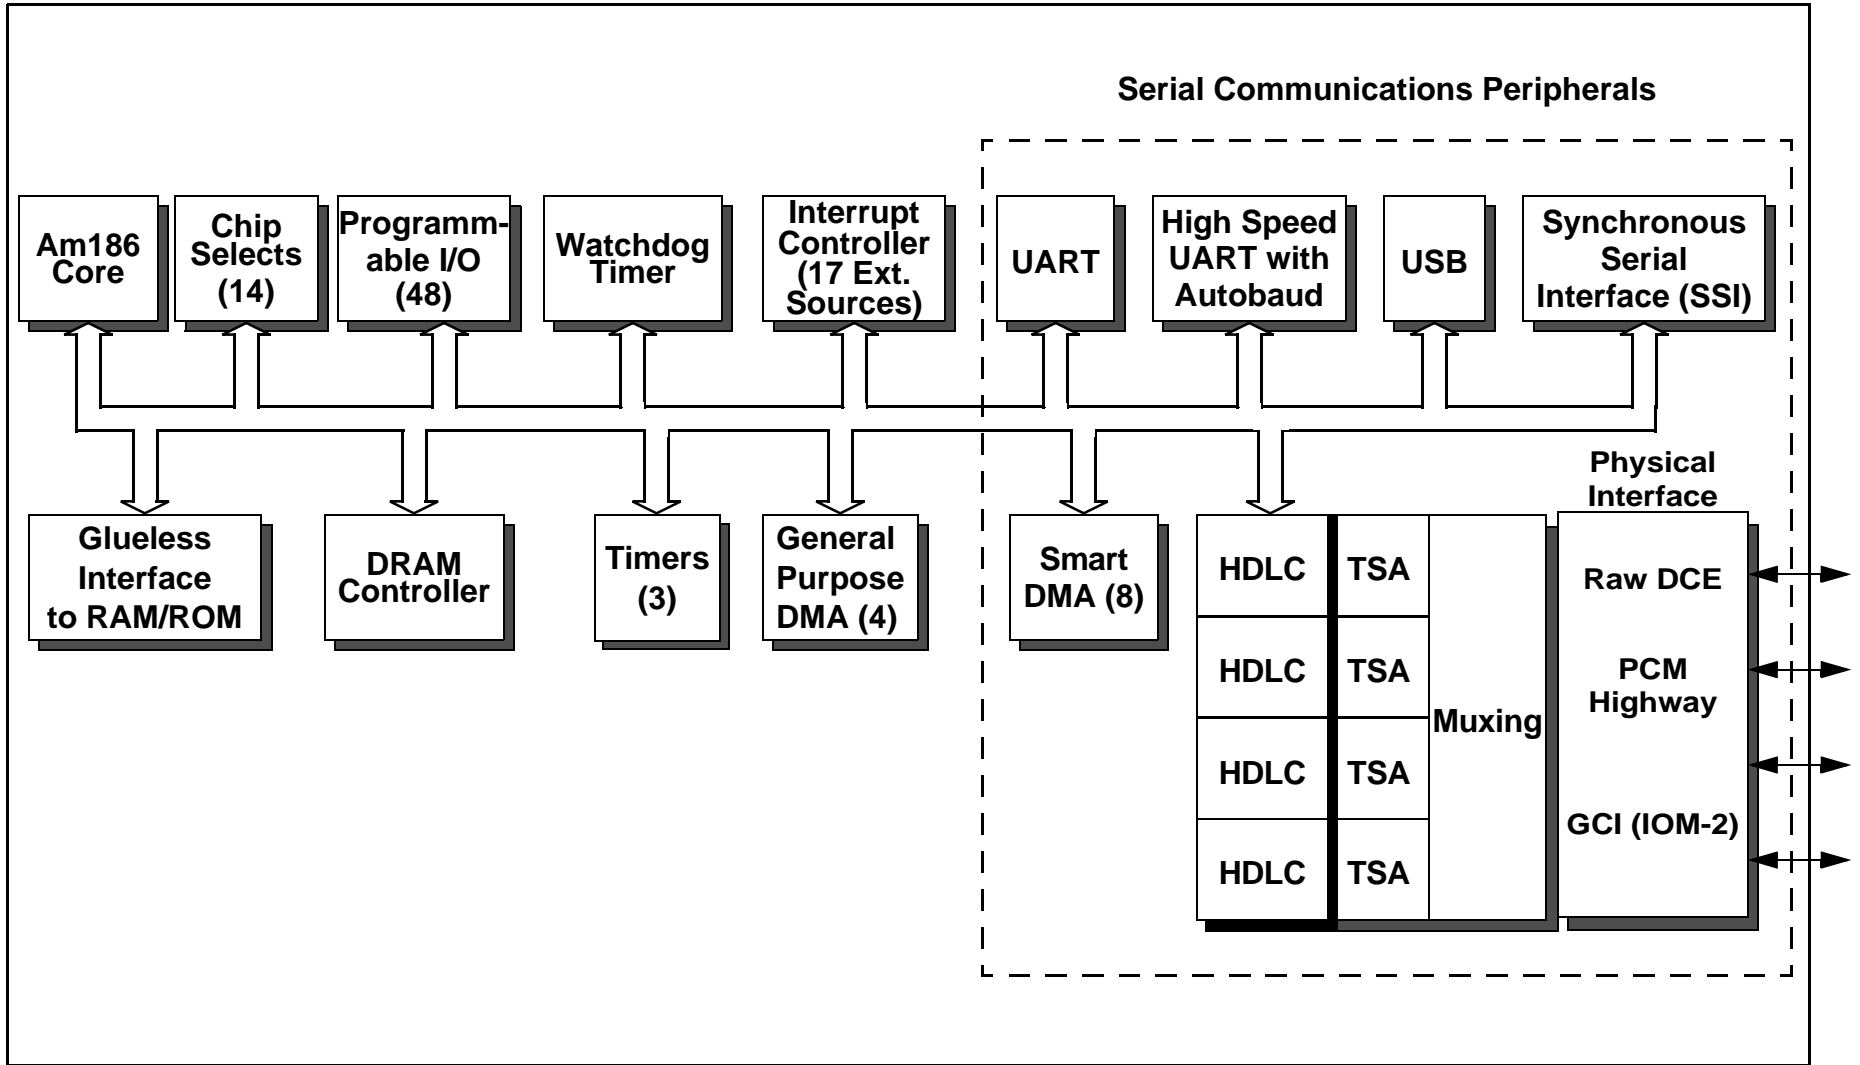 Serial Communications Peripherals
Am186
Core
Chip
Selects
(14)
Programm-
able I/O
(48)
Watchdog
Timer
Interrupt
Controller
(17 Ext.
Sources)
UART
High Speed
UART with
Autobaud
USB
Synchronous
Serial
Interface (SSI)
Glueless
Interface
to RAM/ROM
DRAM
Controller
Timers
(3)
General
Purpose
DMA (4)
Smart
DMA (8)
HDLC
TSA
HDLC
TSA
HDLC
TSA
HDLC
TSA
Muxing
Physical
Interface
Raw DCE
PCM
Highway
GCI (IOM-2)